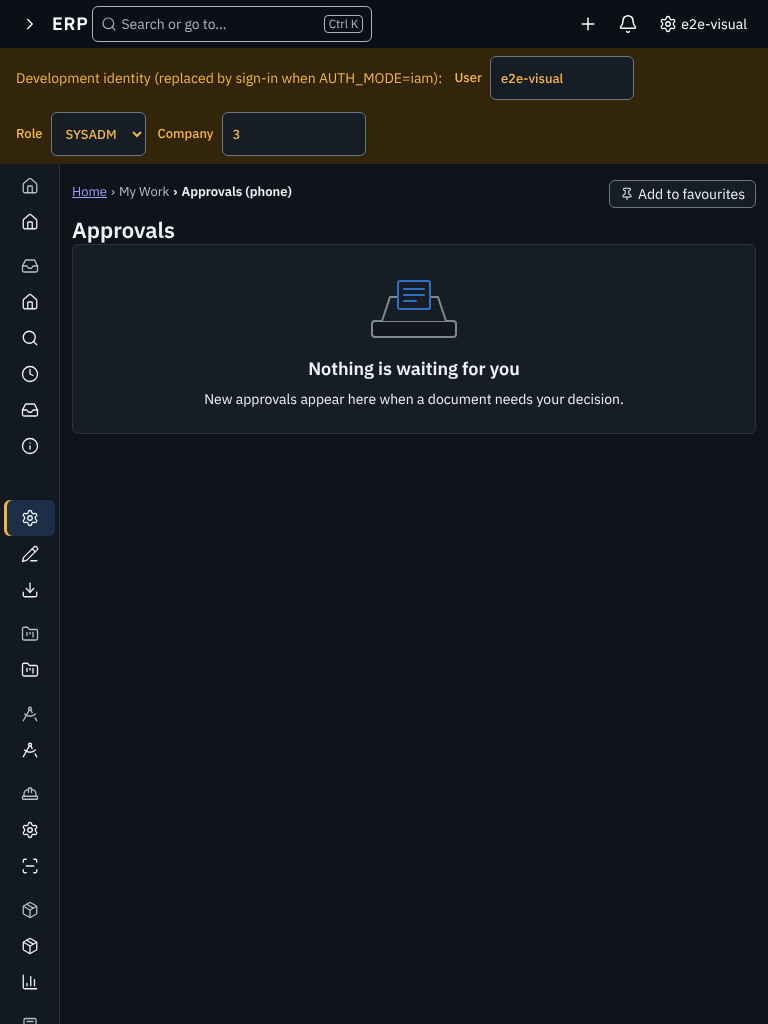 ERP
Search or go to...
Ctrl K
e2e-visual
Development identity (replaced by sign-in when AUTH_MODE=iam):
User
e2e-visual
Role
SYSADM
Company
3
Home › My Work › Approvals (phone)
Add to favourites
Approvals
Nothing is waiting for you
New approvals appear here when a document needs your decision.